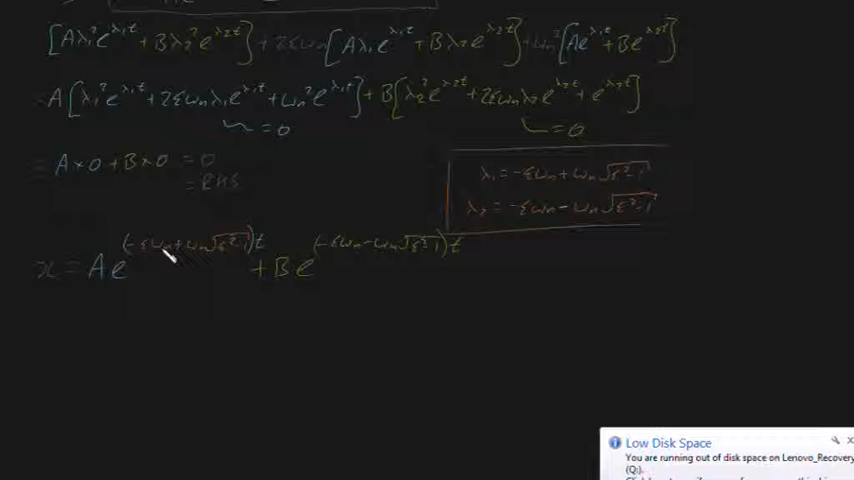 [Aλ₁²e^λ₁t + Bλ₂²e^λ₂t] + 2ξωn[Aλ₁e^λ₁t + Bλ₂e^λ₂t] + ωn²[Ae^λ₁t + Be^λ₂t]
= A[λ₁²e^λ₁t + 2ξωnλ₁e^λ₁t + ωn²e^λ₁t] + B[λ₂²e^λ₂t + 2ξωnλ₂e^λ₂t + e^λ₂t]
= 0 = 0
= A×0 + B×0 = 0
= RHS
λ₁ = -ξωn + ωn√(ξ²-1)
λ₂ = -ξωn - ωn√(ξ²-1)
x = Ae^(-ξωn+ωn√(ξ²-1))t + Be^(-ξωn-ωn√(ξ²-1))t
Low Disk Space
You are running out of disk space on Lenovo_Recovery
(Q:).